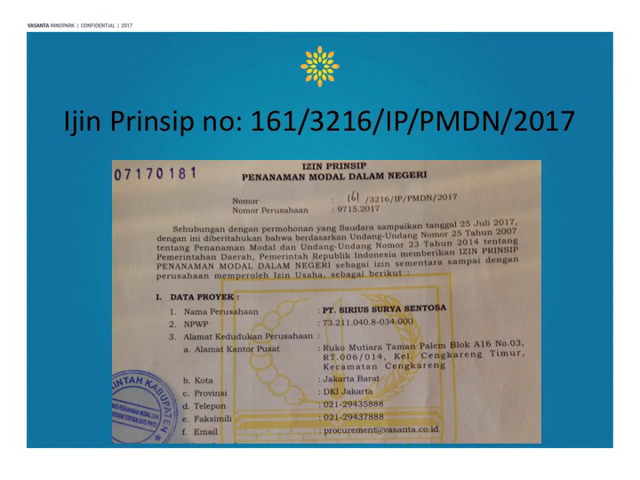 VASANTA INNOPARK | CONFIDENTIAL | 2017
Ijin Prinsip no: 161/3216/IP/PMDN/2017
07170181
IZIN PRINSIP
PENANAMAN MODAL DALAM NEGERI
Nomor : 161 /3216/IP/PMDN/2017
Nomor Perusahaan : 9715.2017
Sehubungan dengan permohonan yang Saudara sampaikan tanggal 25 Juli 2017,
dengan ini diberitahukan bahwa berdasarkan Undang-Undang Nomor 25 Tahun 2007
tentang Penanaman Modal dan Undang-Undang Nomor 23 Tahun 2014 tentang
Pemerintahan Daerah, Pemerintah Republik Indonesia memberikan IZIN PRINSIP
PENANAMAN MODAL DALAM NEGERI sebagai izin sementara sampai dengan
perusahaan memperoleh Izin Usaha, sebagai berikut :
I. DATA PROYEK :
1. Nama Perusahaan : PT. SIRIUS SURYA SENTOSA
2. NPWP : 73.211.040.8-034.000
3. Alamat Kedudukan Perusahaan :
a. Alamat Kantor Pusat : Ruko Mutiara Taman Palem Blok A16 No.03,
RT.006/014, Kel. Cengkareng Timur,
Kecamatan Cengkareng
b. Kota : Jakarta Barat
c. Provinsi : DKI Jakarta
d. Telepon : 021-29435888
e. Faksimili : 021-29437888
f. Email : procurement@vasanta.co.id
INTAH KABUPATEN